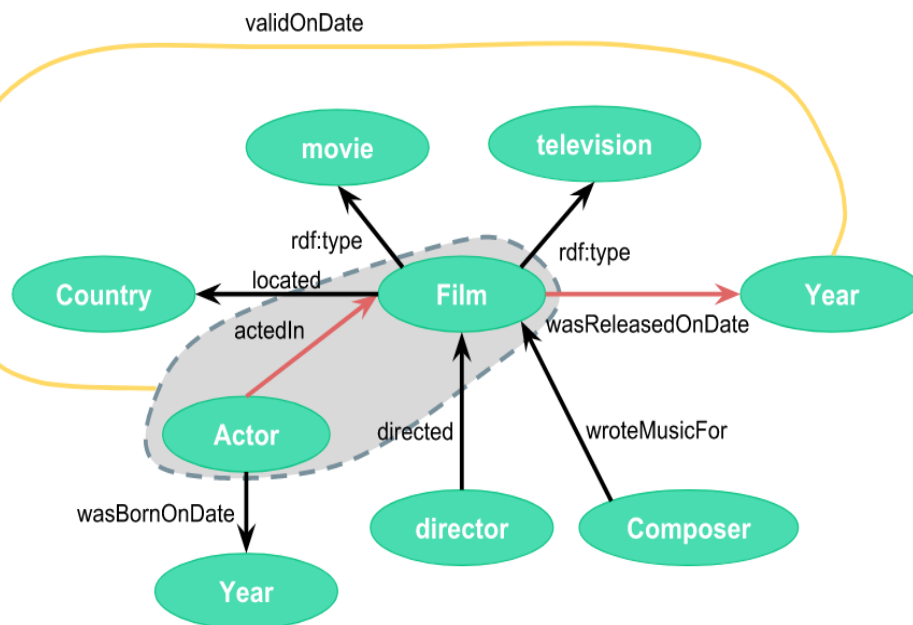 validOnDate
movie
television
rdf:type
rdf:type
Country
located
Film
Year
actedIn
wasReleasedOnDate
Actor
directed
wroteMusicFor
wasBornOnDate
director
Composer
Year